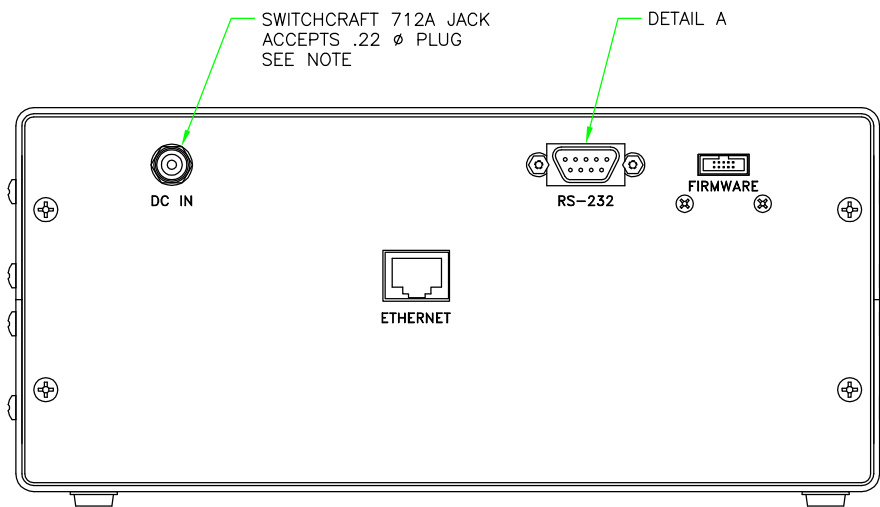 SWITCHCRAFT 712A JACK
ACCEPTS .22 ø PLUG
SEE NOTE
DETAIL A
DC IN
RS-232
FIRMWARE
ETHERNET